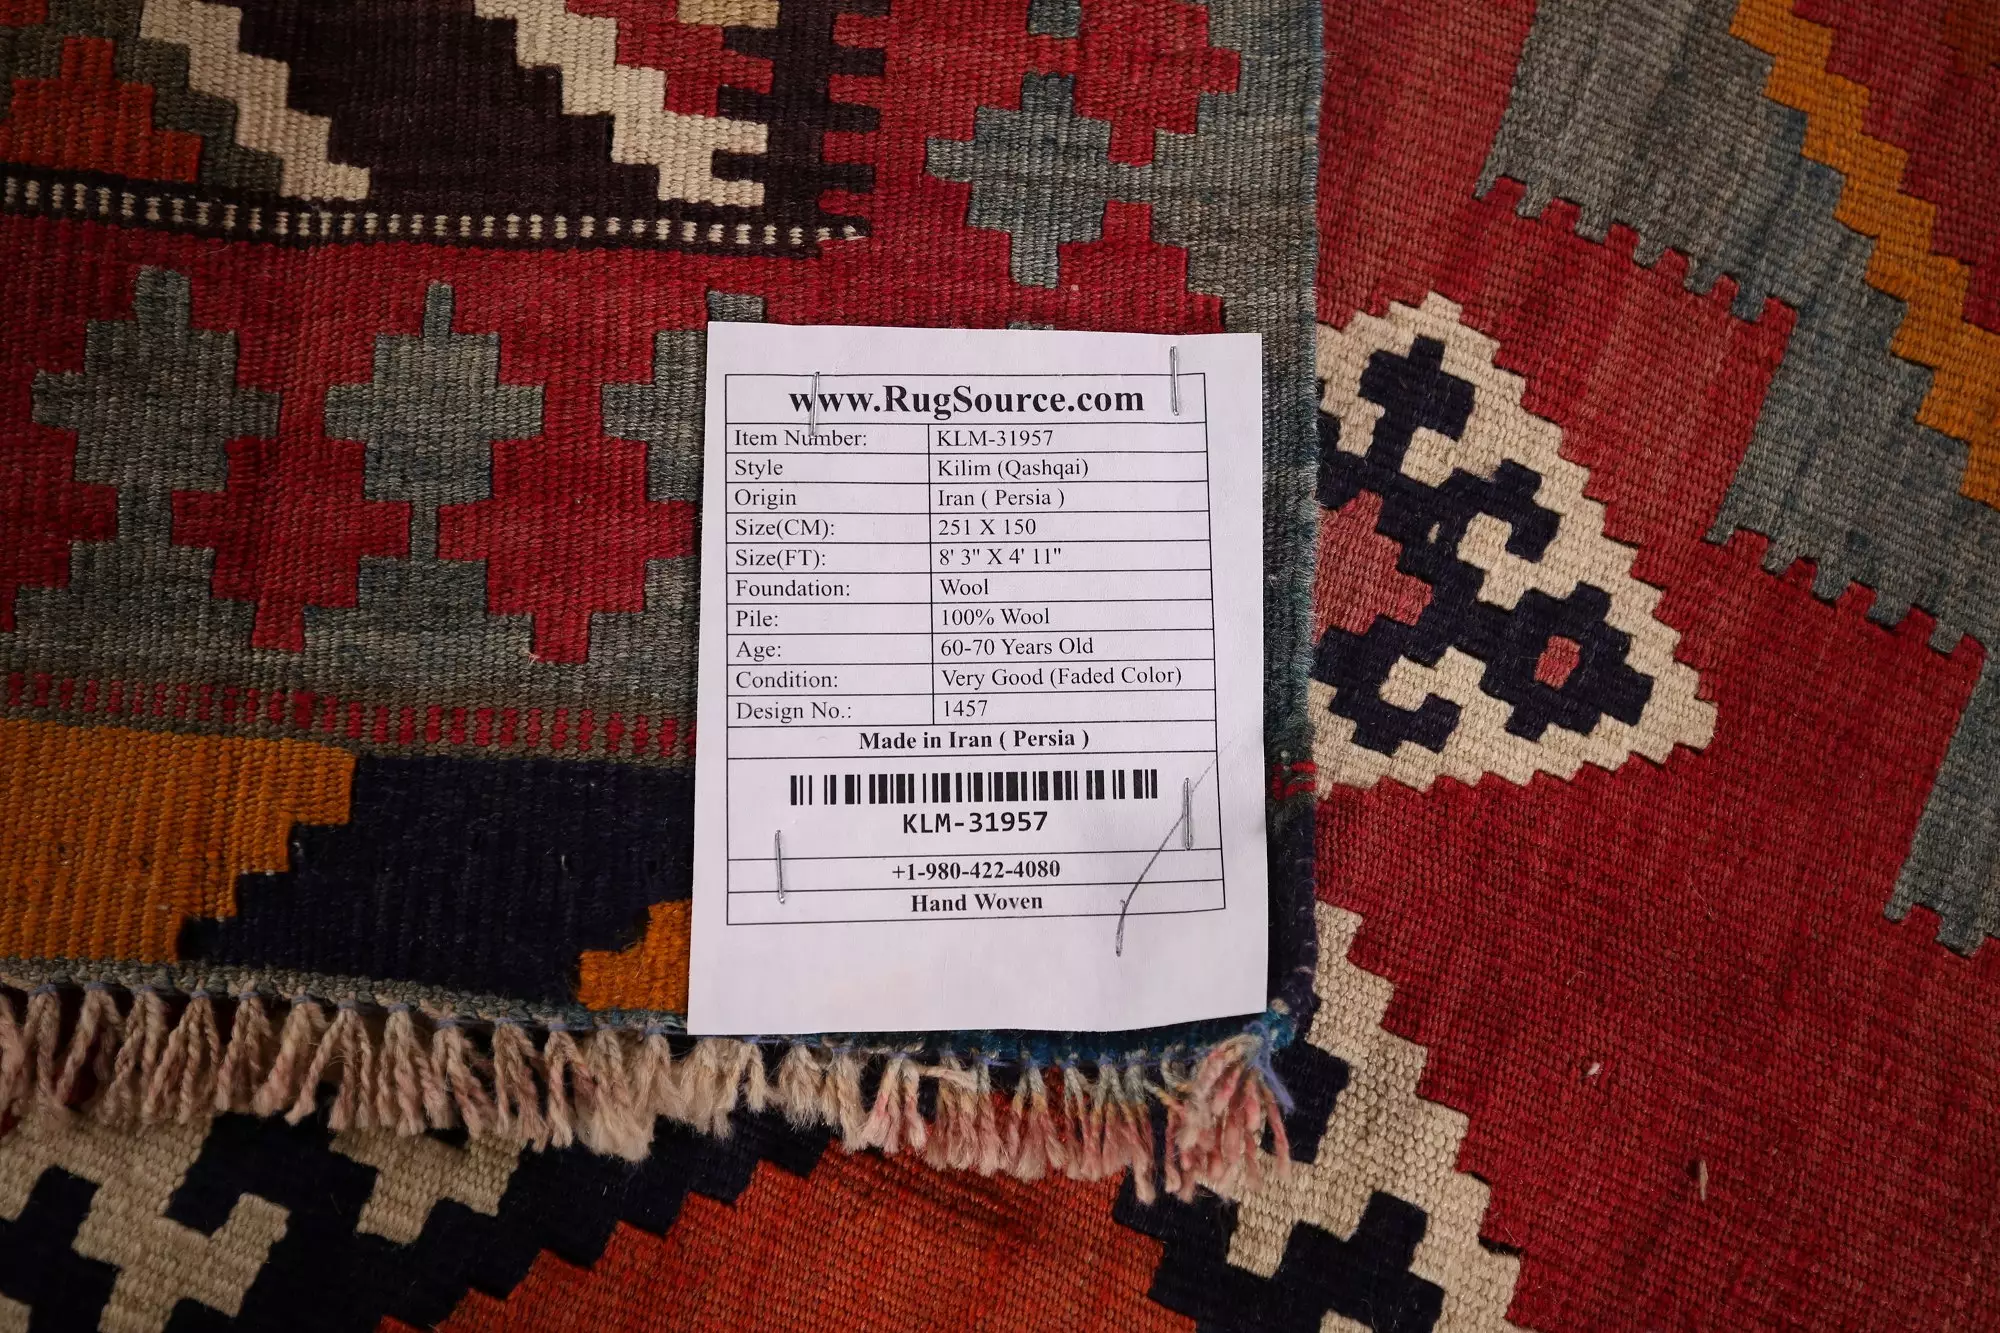 www.RugSource.com
Item Number: KLM-31957
Style Kilim (Qashqai)
Origin Iran ( Persia )
Size(CM): 251 X 150
Size(FT): 8' 3" X 4' 11"
Foundation: Wool
Pile: 100% Wool
Age: 60-70 Years Old
Condition: Very Good (Faded Color)
Design No.: 1457
Made in Iran ( Persia )
KLM-31957
+1-980-422-4080
Hand Woven